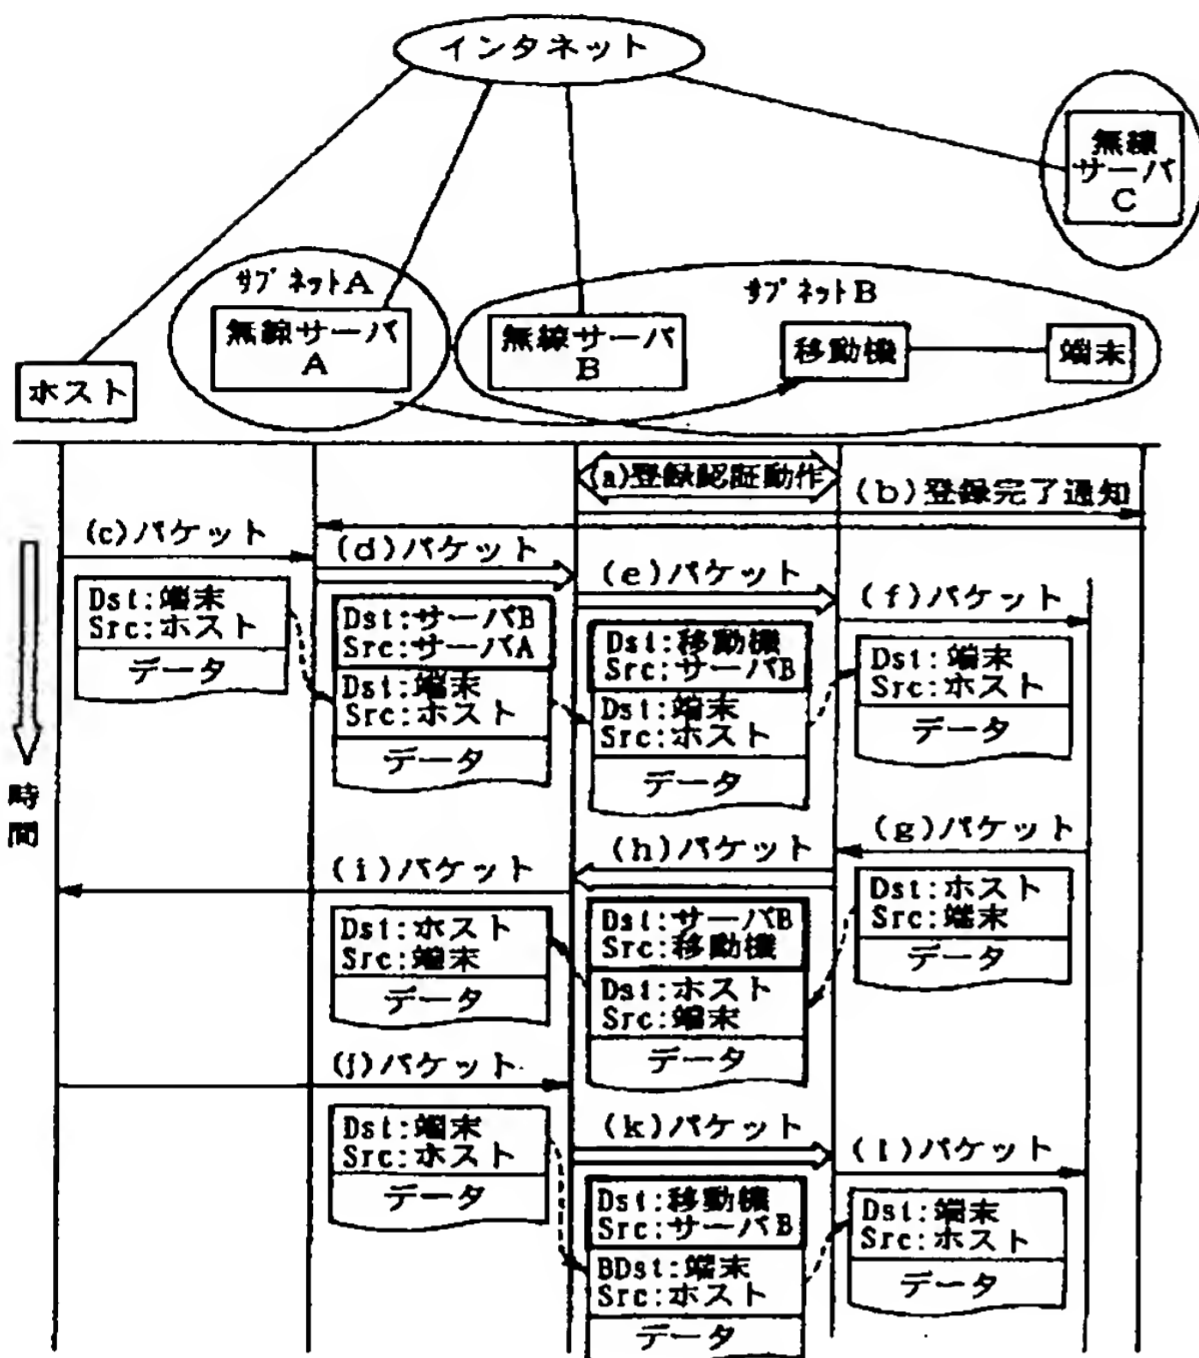 インタネット
無線
サーバ
C
サブネットA
サブネットB
無線サーバ
A
無線サーバ
B
移動機
端末
ホスト
(a)登録認証動作
(b)登録完了通知
(c)パケット
(d)パケット
(e)パケット
(f)パケット
Dst:端末
Src:ホスト
データ
Dst:サーバB
Src:サーバA
Dst:端末
Src:ホスト
データ
Dst:移動機
Src:サーバB
Dst:端末
Src:ホスト
データ
Dst:端末
Src:ホスト
データ
時間
(g)パケット
(h)パケット
(i)パケット
Dst:ホスト
Src:端末
データ
Dst:サーバB
Src:移動機
Dst:ホスト
Src:端末
データ
Dst:ホスト
Src:端末
データ
(j)パケット
(k)パケット
(l)パケット
Dst:端末
Src:ホスト
データ
Dst:移動機
Src:サーバB
BDst:端末
Src:ホスト
データ
Dst:端末
Src:ホスト
データ